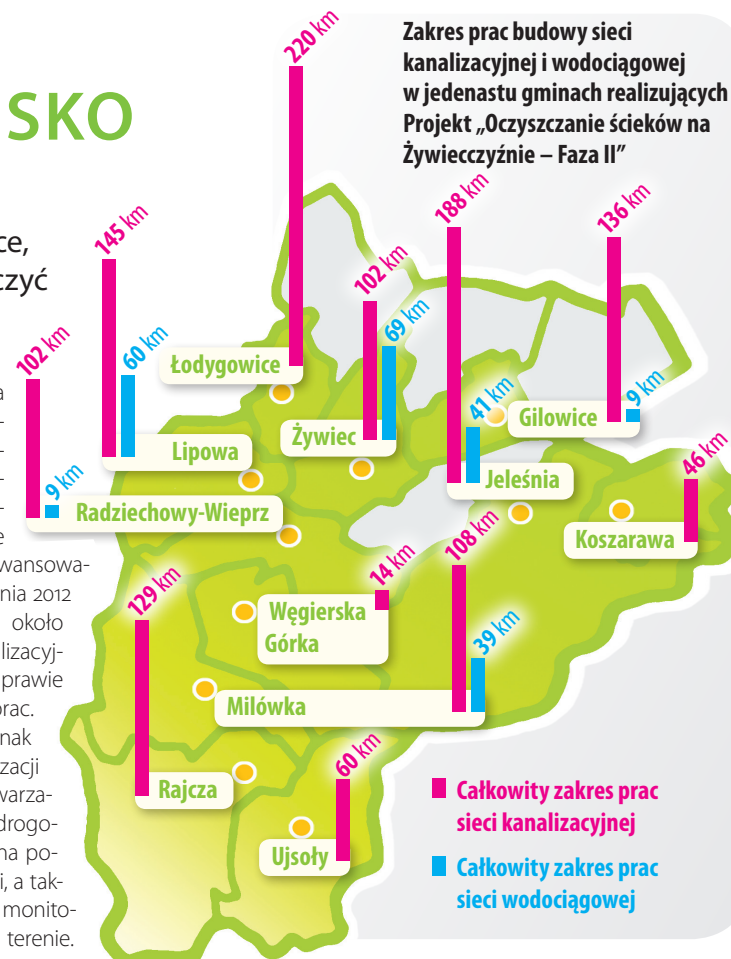 SKO
ce,
czyć
a
-
-
-
-
e
wansowa-
nia 2012
około
lizacyj-
prawie
prac.
nak
zacji
warza-
drogo-
na po-
i, a tak-
monito-
terenie.
Zakres prac budowy sieci
kanalizacyjnej i wodociągowej
w jedenastu gminach realizujących
Projekt „Oczyszczanie ścieków na
Żywiecczyźnie – Faza II”
220 km
Łodygowice
145 km
60 km
Lipowa
102 km
9 km
Radziechowy-Wieprz
102 km
69 km
Żywiec
188 km
41 km
Jeleśnia
136 km
9 km
Gilowice
46 km
Koszarawa
14 km
Węgierska
Górka
108 km
39 km
Milówka
129 km
Rajcza
60 km
Ujsoły
Całkowity zakres prac
sieci kanalizacyjnej
Całkowity zakres prac
sieci wodociągowej